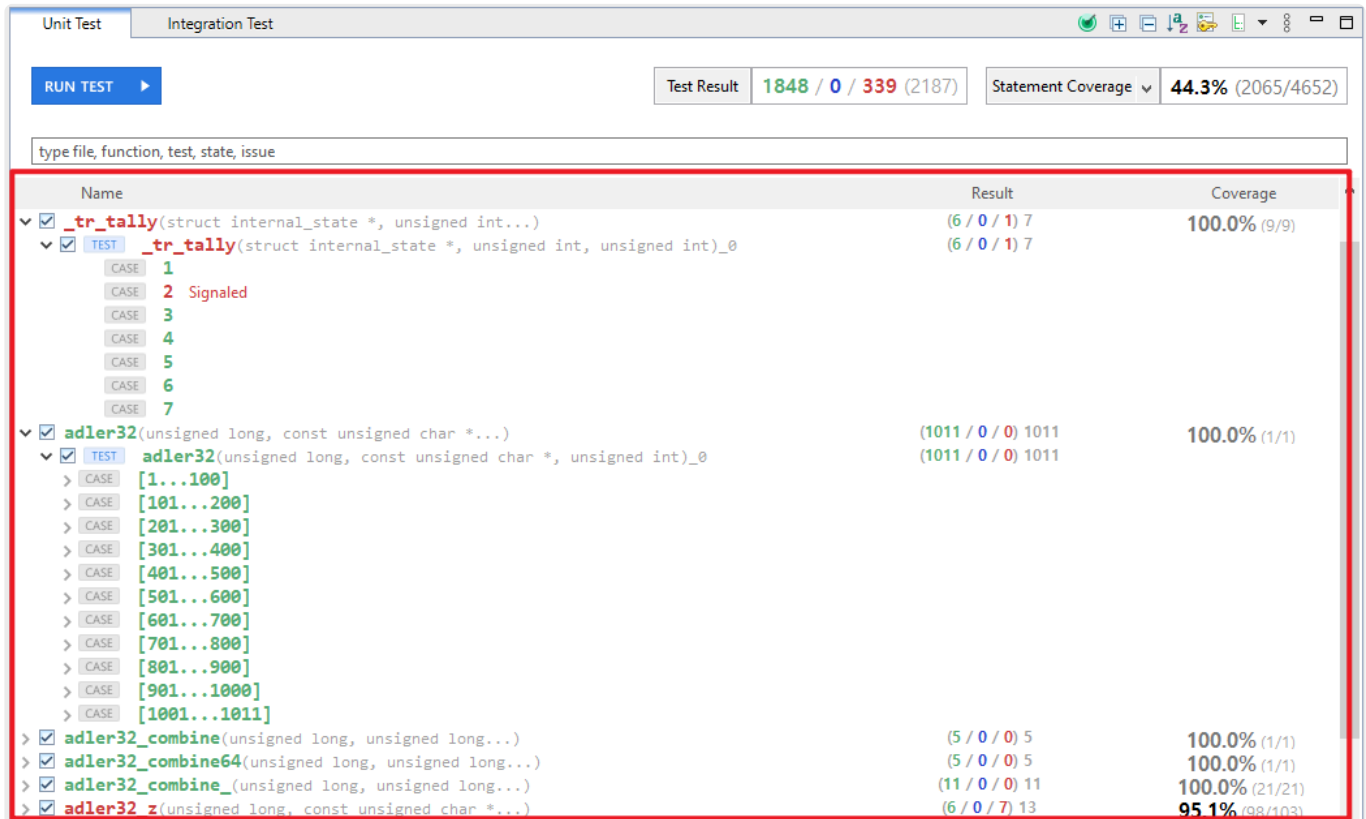 Unit Test Integration Test
RUN TEST Test Result 1848 / 0 / 339 (2187) Statement Coverage 44.3% (2065/4652)
type file, function, test, state, issue
Name Result Coverage
_tr_tally(struct internal_state *, unsigned int...) (6 / 0 / 1) 7 100.0% (9/9)
TEST _tr_tally(struct internal_state *, unsigned int, unsigned int)_0 (6 / 0 / 1) 7
CASE 1
CASE 2 Signaled
CASE 3
CASE 4
CASE 5
CASE 6
CASE 7
adler32(unsigned long, const unsigned char *...) (1011 / 0 / 0) 1011 100.0% (1/1)
TEST adler32(unsigned long, const unsigned char *, unsigned int)_0 (1011 / 0 / 0) 1011
CASE [1...100]
CASE [101...200]
CASE [201...300]
CASE [301...400]
CASE [401...500]
CASE [501...600]
CASE [601...700]
CASE [701...800]
CASE [801...900]
CASE [901...1000]
CASE [1001...1011]
adler32_combine(unsigned long, unsigned long...) (5 / 0 / 0) 5 100.0% (1/1)
adler32_combine64(unsigned long, unsigned long...) (5 / 0 / 0) 5 100.0% (1/1)
adler32_combine_(unsigned long, unsigned long...) (11 / 0 / 0) 11 100.0% (21/21)
adler32_z(unsigned long, const unsigned char *...) (6 / 0 / 7) 13 95.1% (98/103)